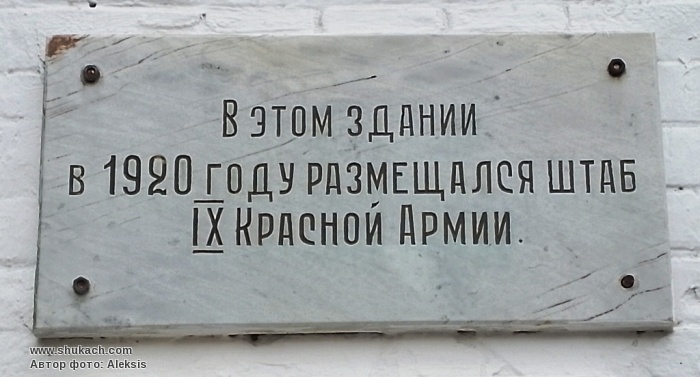 В этом здании
в 1920 году размещался штаб
IX Красной Армии.
www.shukach.com
Автор фото: Aleksis